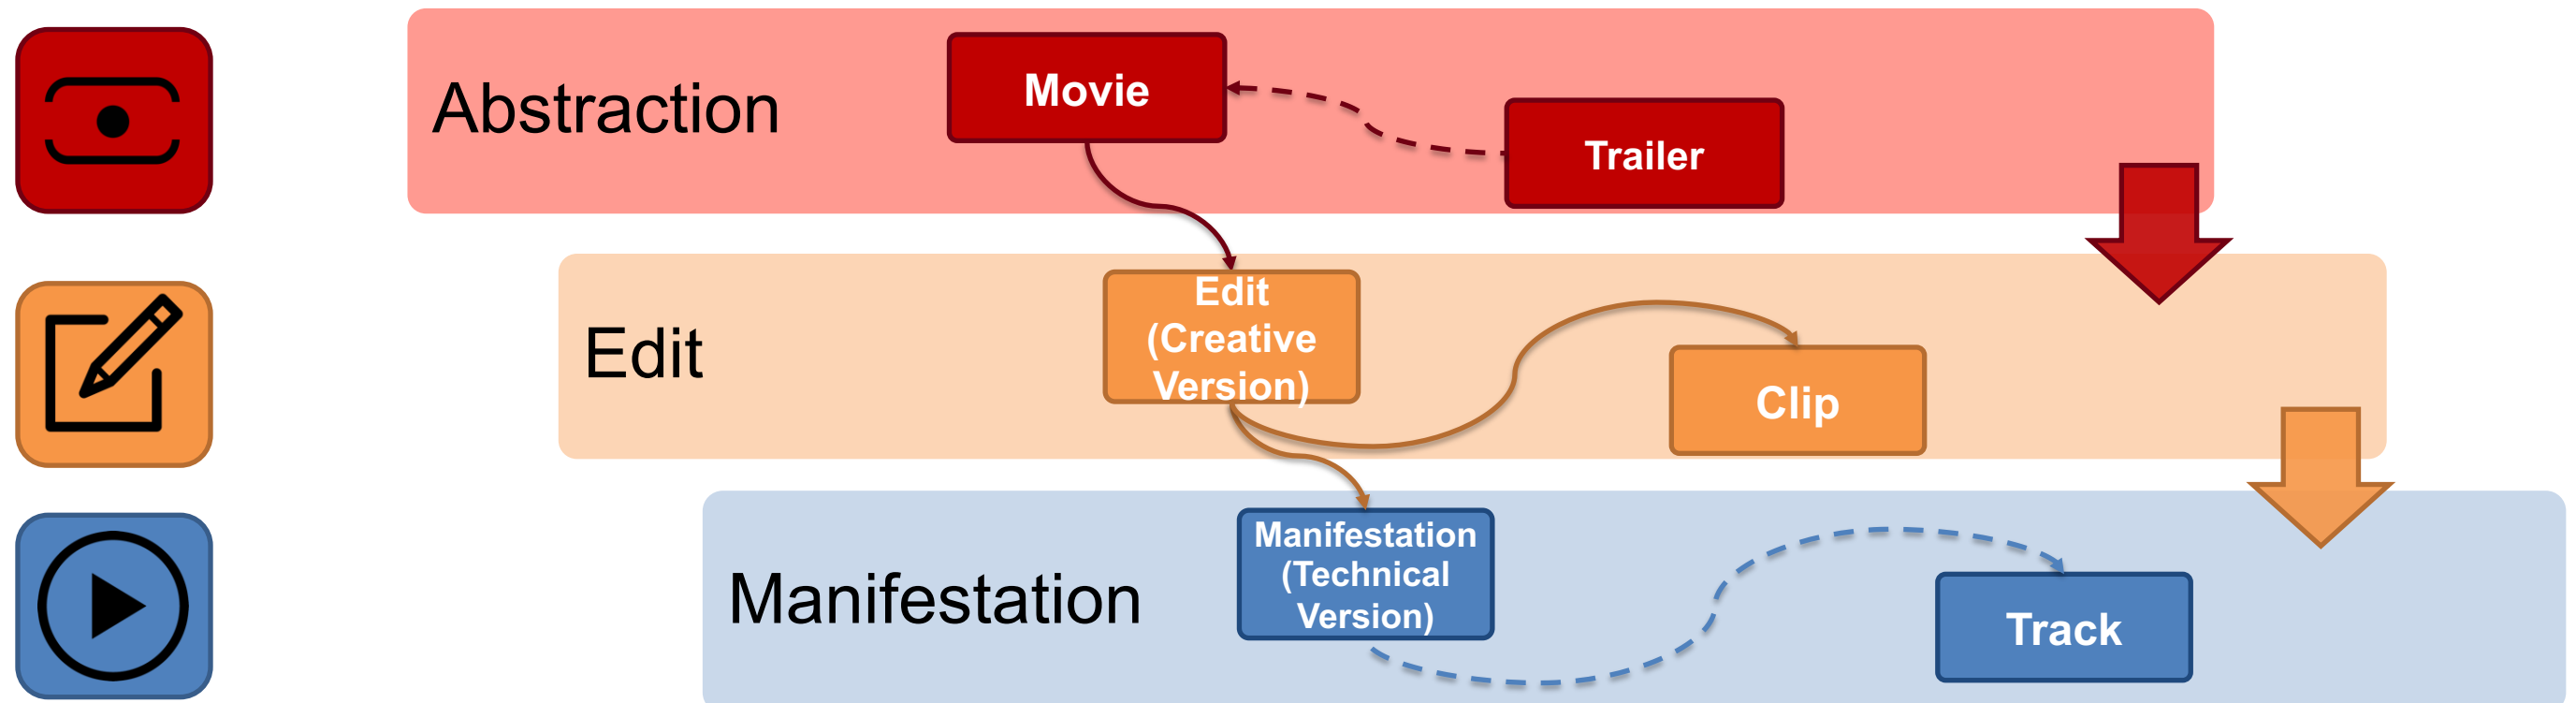 Abstraction
Movie
Trailer
Edit
Edit
(Creative
Version)
Clip
Manifestation
Manifestation
(Technical
Version)
Track